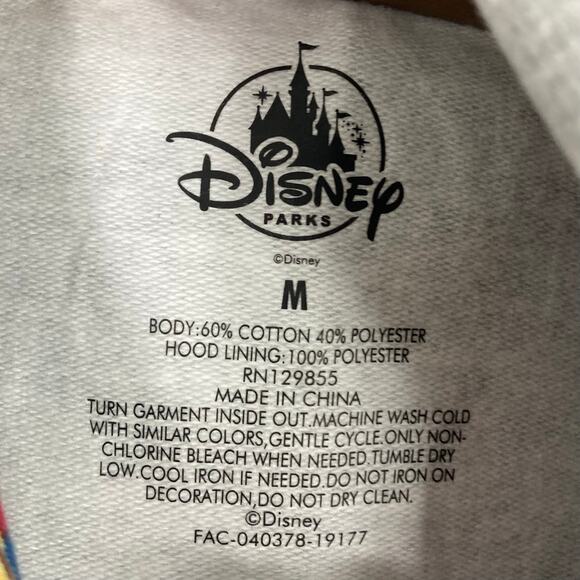 Disney
PARKS
©Disney
M
BODY:60% COTTON 40% POLYESTER
HOOD LINING:100% POLYESTER
RN129855
MADE IN CHINA
TURN GARMENT INSIDE OUT.MACHINE WASH COLD
WITH SIMILAR COLORS,GENTLE CYCLE.ONLY NON-
CHLORINE BLEACH WHEN NEEDED.TUMBLE DRY
LOW.COOL IRON IF NEEDED.DO NOT IRON ON
DECORATION,DO NOT DRY CLEAN.
©Disney
FAC-040378-19177